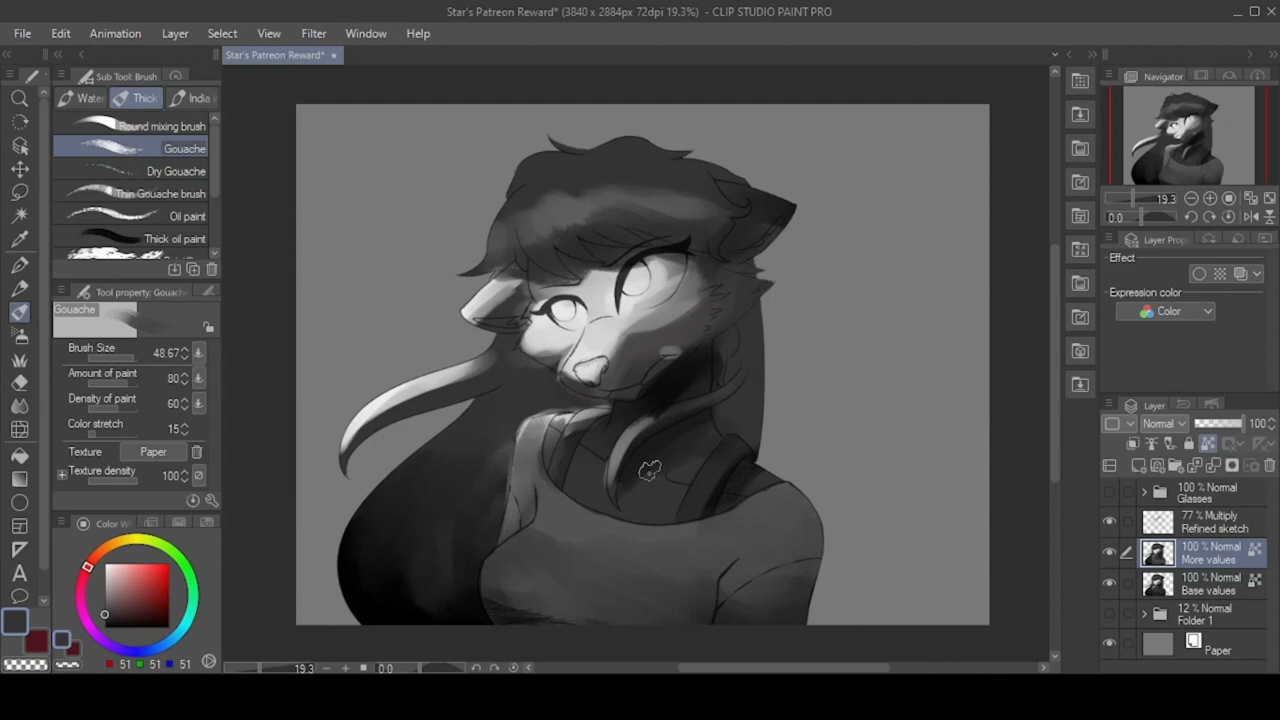 Star's Patreon Reward* (3840 x 2884px 72dpi 19.3%) - CLIP STUDIO PAINT PRO
File Edit Animation Layer Select View Filter Window Help
Sub Tool: Brush
Star's Patreon Reward*
Navigator
Water
Thick
India
Round mixing brush
Gouache
Dry Gouache
Thin Gouache brush
Oil paint
Thick oil paint
19.3
0.0
Layer Prop
Effect
Expression color
Color
Tool property: Gouache
Gouache
Brush Size 48.67
Amount of paint 80
Density of paint 60
Color stretch 15
Texture Paper
Texture density 100
Layer
Normal 100
100 % Normal
Glasses
77 % Multiply
Refined sketch
100 % Normal
More values
100 % Normal
Base values
12 % Normal
Folder 1
Paper
Color W
51 51 51
19.3 0.0